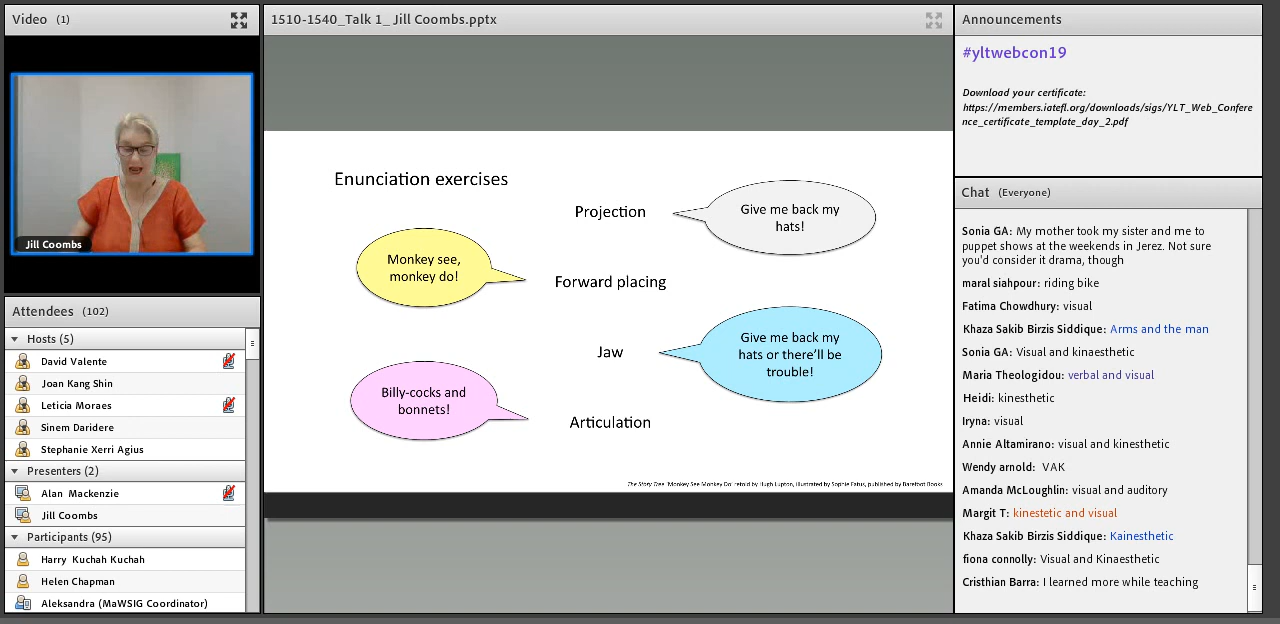 Video (1)
Jill Coombs
Attendees (102)
Hosts (5)
David Valente
Joan Kang Shin
Leticia Moraes
Sinem Daridere
Stephanie Xerri Agius
Presenters (2)
Alan Mackenzie
Jill Coombs
Participants (95)
Harry Kuchah Kuchah
Helen Chapman
Aleksandra (MaWSIG Coordinator)
1510-1540_Talk 1_ Jill Coombs.pptx
Enunciation exercises
Projection
Give me back my
hats!
Monkey see,
monkey do!
Forward placing
Jaw
Give me back my
hats or there'll be
trouble!
Billy-cocks and
bonnets!
Articulation
The Story Tree 'Monkey See Monkey Do' retold by Hugh Lupton, illustrated by Sophie Fatus, published by Barefoot Books
Announcements
#yltwebcon19
Download your certificate:
https://members.iatefl.org/downloads/sigs/YLT_Web_Confere
nce_certificate_template_day_2.pdf
Chat (Everyone)
Sonia GA: My mother took my sister and me to
puppet shows at the weekends in Jerez. Not sure
you'd consider it drama, though
maral siahpour: riding bike
Fatima Chowdhury: visual
Khaza Sakib Birzis Siddique: Arms and the man
Sonia GA: Visual and kinaesthetic
Maria Theologidou: verbal and visual
Heidi: kinesthetic
Iryna: visual
Annie Altamirano: visual and kinesthetic
Wendy arnold: VAK
Amanda McLoughlin: visual and auditory
Margit T: kinestetic and visual
Khaza Sakib Birzis Siddique: Kainesthetic
fiona connolly: Visual and Kinaesthetic
Cristhian Barra: I learned more while teaching